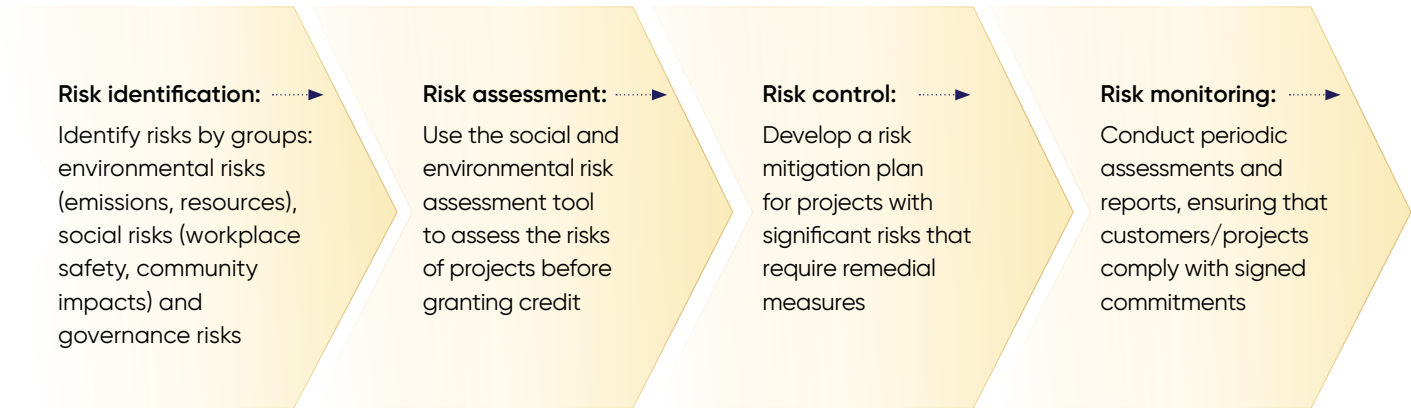 Risk identification:
Identify risks by groups:
environmental risks
(emissions, resources),
social risks (workplace
safety, community
impacts) and
governance risks
Risk assessment:
Use the social and
environmental risk
assessment tool
to assess the risks
of projects before
granting credit
Risk control:
Develop a risk
mitigation plan
for projects with
significant risks that
require remedial
measures
Risk monitoring:
Conduct periodic
assessments and
reports, ensuring that
customers/projects
comply with signed
commitments